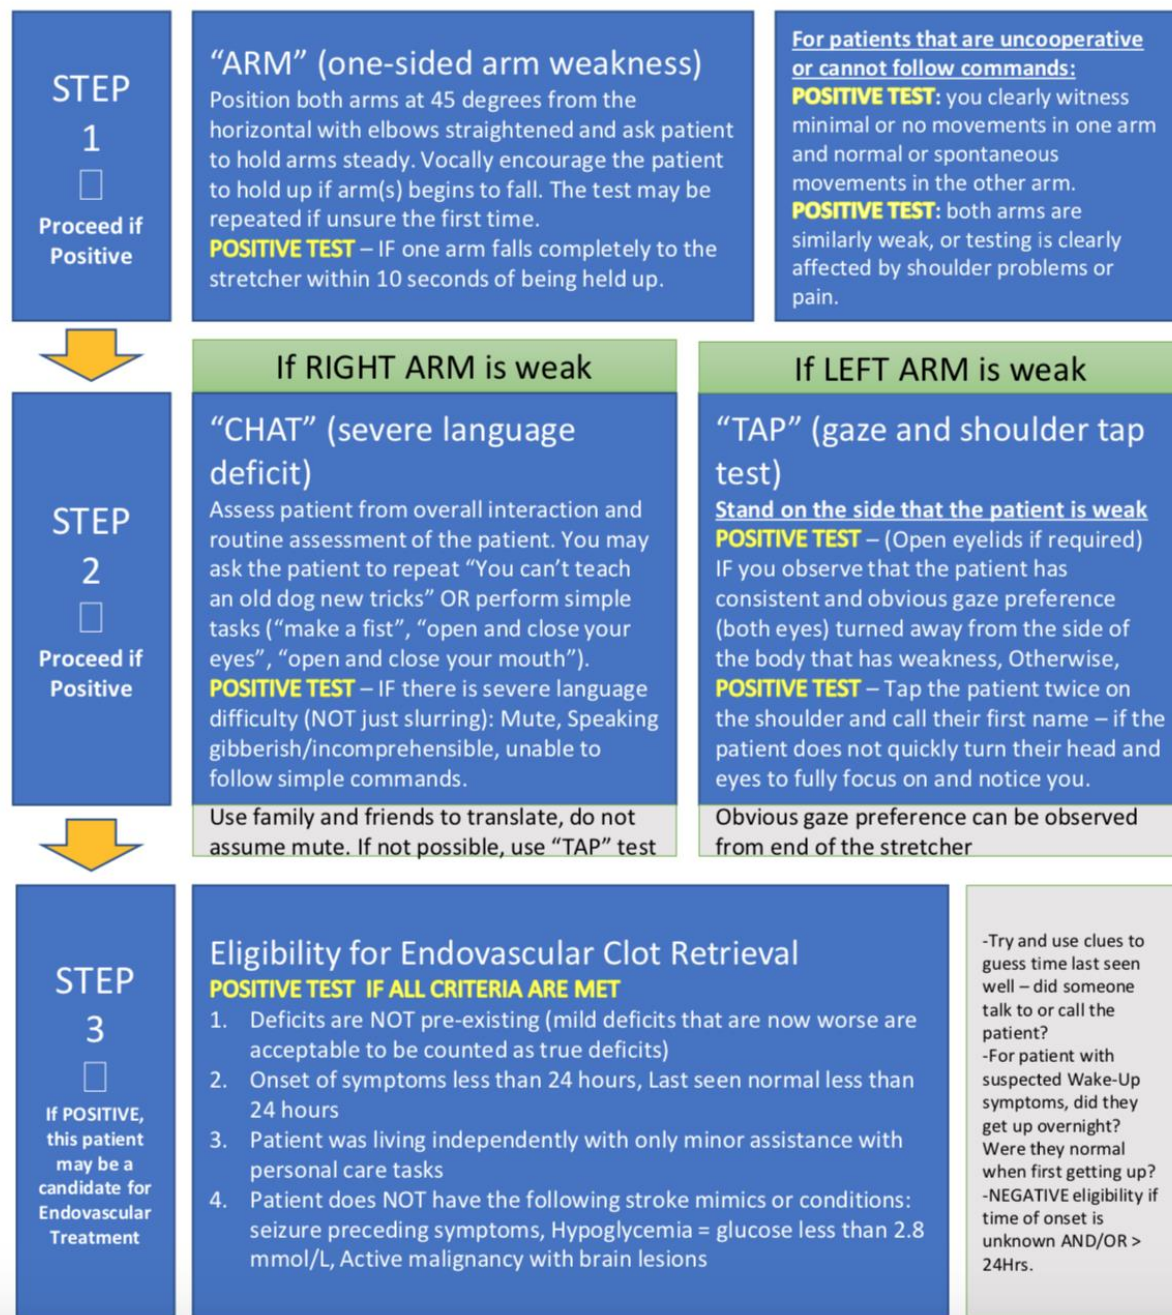 STEP
1
Proceed if
Positive
“ARM” (one-sided arm weakness)
Position both arms at 45 degrees from the
horizontal with elbows straightened and ask patient
to hold arms steady. Vocally encourage the patient
to hold up if arm(s) begins to fall. The test may be
repeated if unsure the first time.
POSITIVE TEST – IF one arm falls completely to the
stretcher within 10 seconds of being held up.
For patients that are uncooperative
or cannot follow commands:
POSITIVE TEST: you clearly witness
minimal or no movements in one arm
and normal or spontaneous
movements in the other arm.
POSITIVE TEST: both arms are
similarly weak, or testing is clearly
affected by shoulder problems or
pain.
STEP
2
Proceed if
Positive
If RIGHT ARM is weak
“CHAT” (severe language
deficit)
Assess patient from overall interaction and
routine assessment of the patient. You may
ask the patient to repeat “You can’t teach
an old dog new tricks” OR perform simple
tasks (“make a fist”, “open and close your
eyes”, “open and close your mouth”).
POSITIVE TEST – IF there is severe language
difficulty (NOT just slurring): Mute, Speaking
gibberish/incomprehensible, unable to
follow simple commands.
Use family and friends to translate, do not
assume mute. If not possible, use “TAP” test
If LEFT ARM is weak
“TAP” (gaze and shoulder tap
test)
Stand on the side that the patient is weak
POSITIVE TEST – (Open eyelids if required)
IF you observe that the patient has
consistent and obvious gaze preference
(both eyes) turned away from the side of
the body that has weakness, Otherwise,
POSITIVE TEST – Tap the patient twice on
the shoulder and call their first name – if the
patient does not quickly turn their head and
eyes to fully focus on and notice you.
Obvious gaze preference can be observed
from end of the stretcher
STEP
3
If POSITIVE,
this patient
may be a
candidate for
Endovascular
Treatment
Eligibility for Endovascular Clot Retrieval
POSITIVE TEST IF ALL CRITERIA ARE MET
1. Deficits are NOT pre-existing (mild deficits that are now worse are
acceptable to be counted as true deficits)
2. Onset of symptoms less than 24 hours, Last seen normal less than
24 hours
3. Patient was living independently with only minor assistance with
personal care tasks
4. Patient does NOT have the following stroke mimics or conditions:
seizure preceding symptoms, Hypoglycemia = glucose less than 2.8
mmol/L, Active malignancy with brain lesions
-Try and use clues to
guess time last seen
well – did someone
talk to or call the
patient?
-For patient with
suspected Wake-Up
symptoms, did they
get up overnight?
Were they normal
when first getting up?
-NEGATIVE eligibility if
time of onset is
unknown AND/OR >
24Hrs.